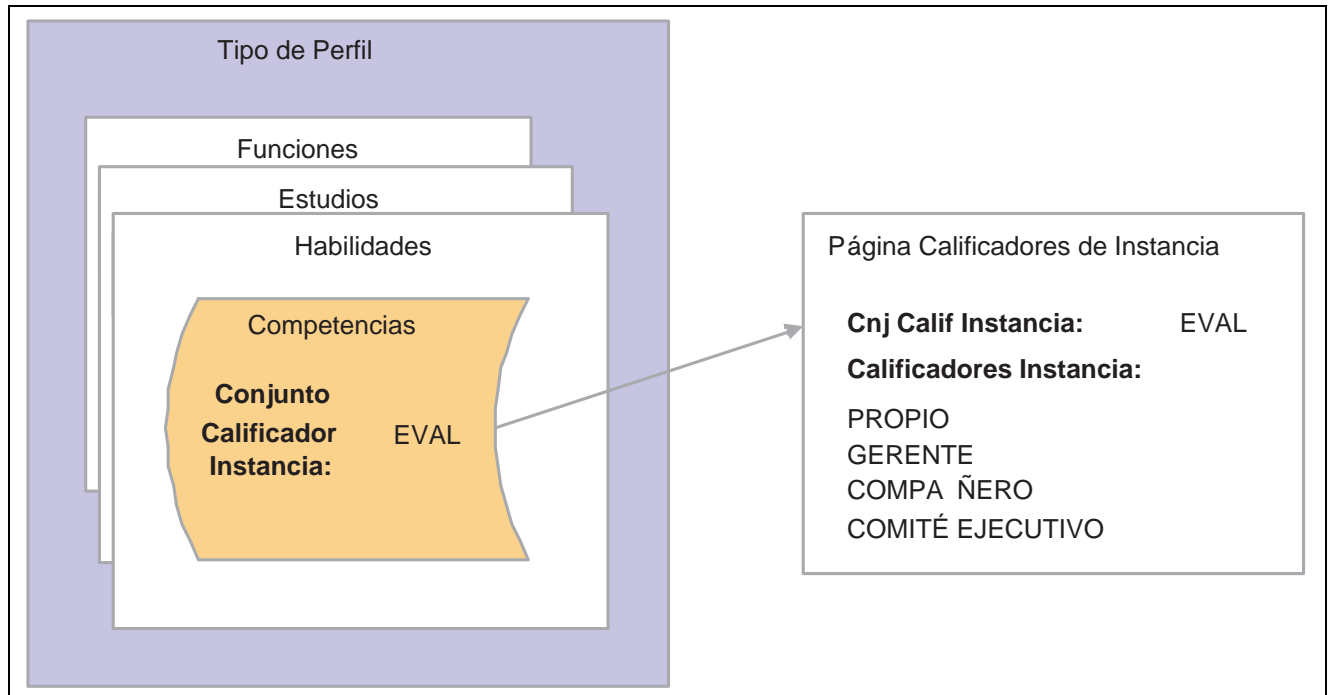 Tipo de Perfil
Funciones
Estudios
Habilidades
Competencias
Conjunto
Calificador EVAL
Instancia:
Página Calificadores de Instancia
Cnj Calif Instancia: EVAL
Calificadores Instancia:
PROPIO
GERENTE
COMPA ÑERO
COMITÉ EJECUTIVO